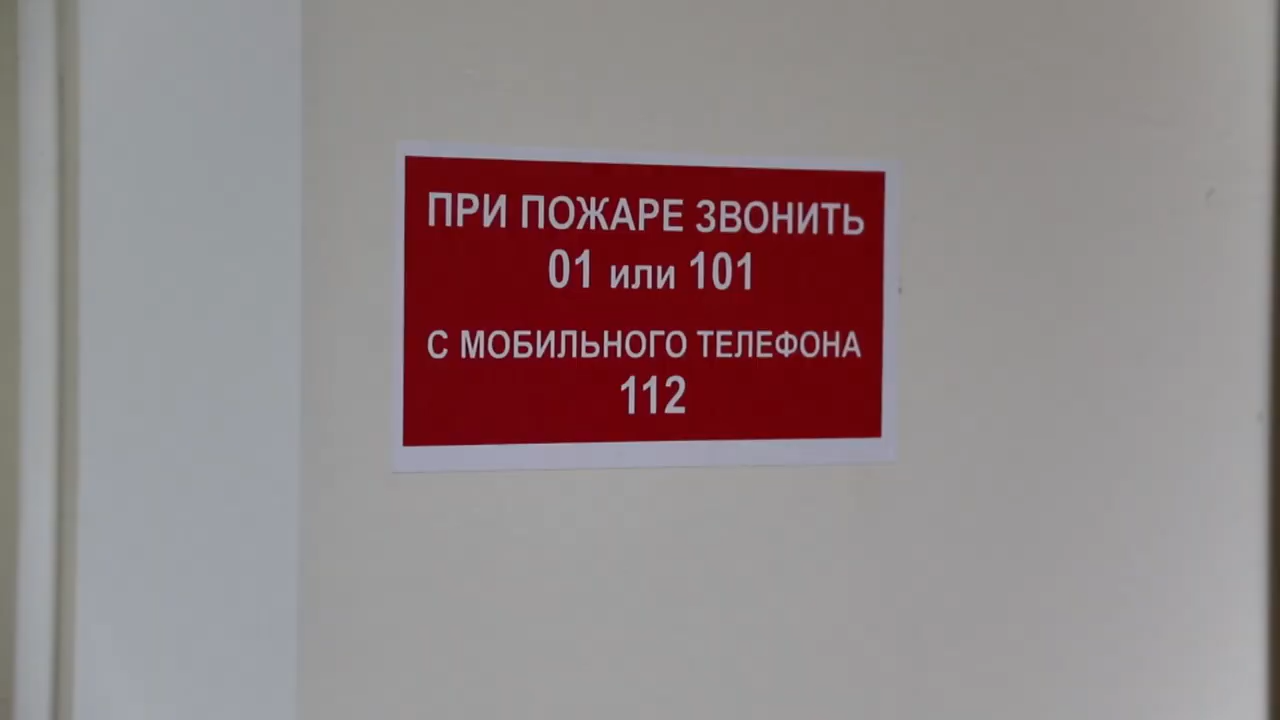 ПРИ ПОЖАРЕ ЗВОНИТЬ
01 или 101
С МОБИЛЬНОГО ТЕЛЕФОНА
112